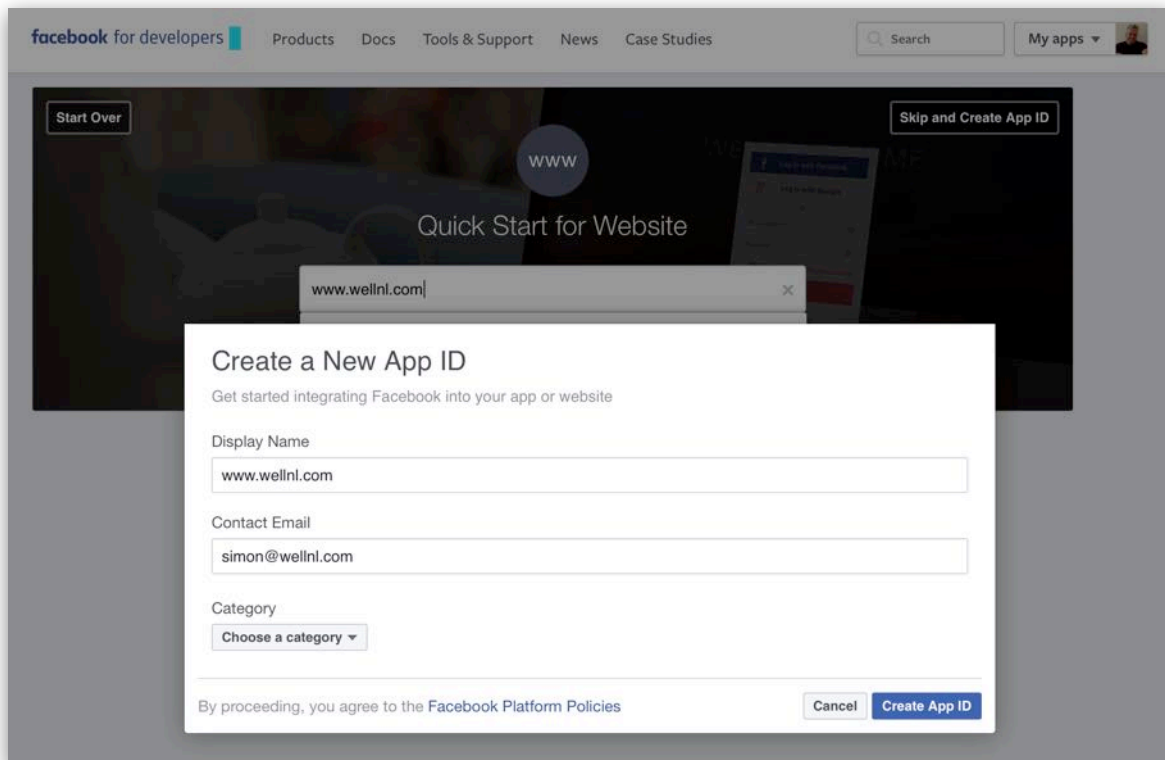 facebook for developers Products Docs Tools & Support News Case Studies Search My apps
Start Over Skip and Create App ID
www
Quick Start for Website
www.wellnl.com
Create a New App ID
Get started integrating Facebook into your app or website
Display Name
www.wellnl.com
Contact Email
simon@wellnl.com
Category
Choose a category
By proceeding, you agree to the Facebook Platform Policies Cancel Create App ID